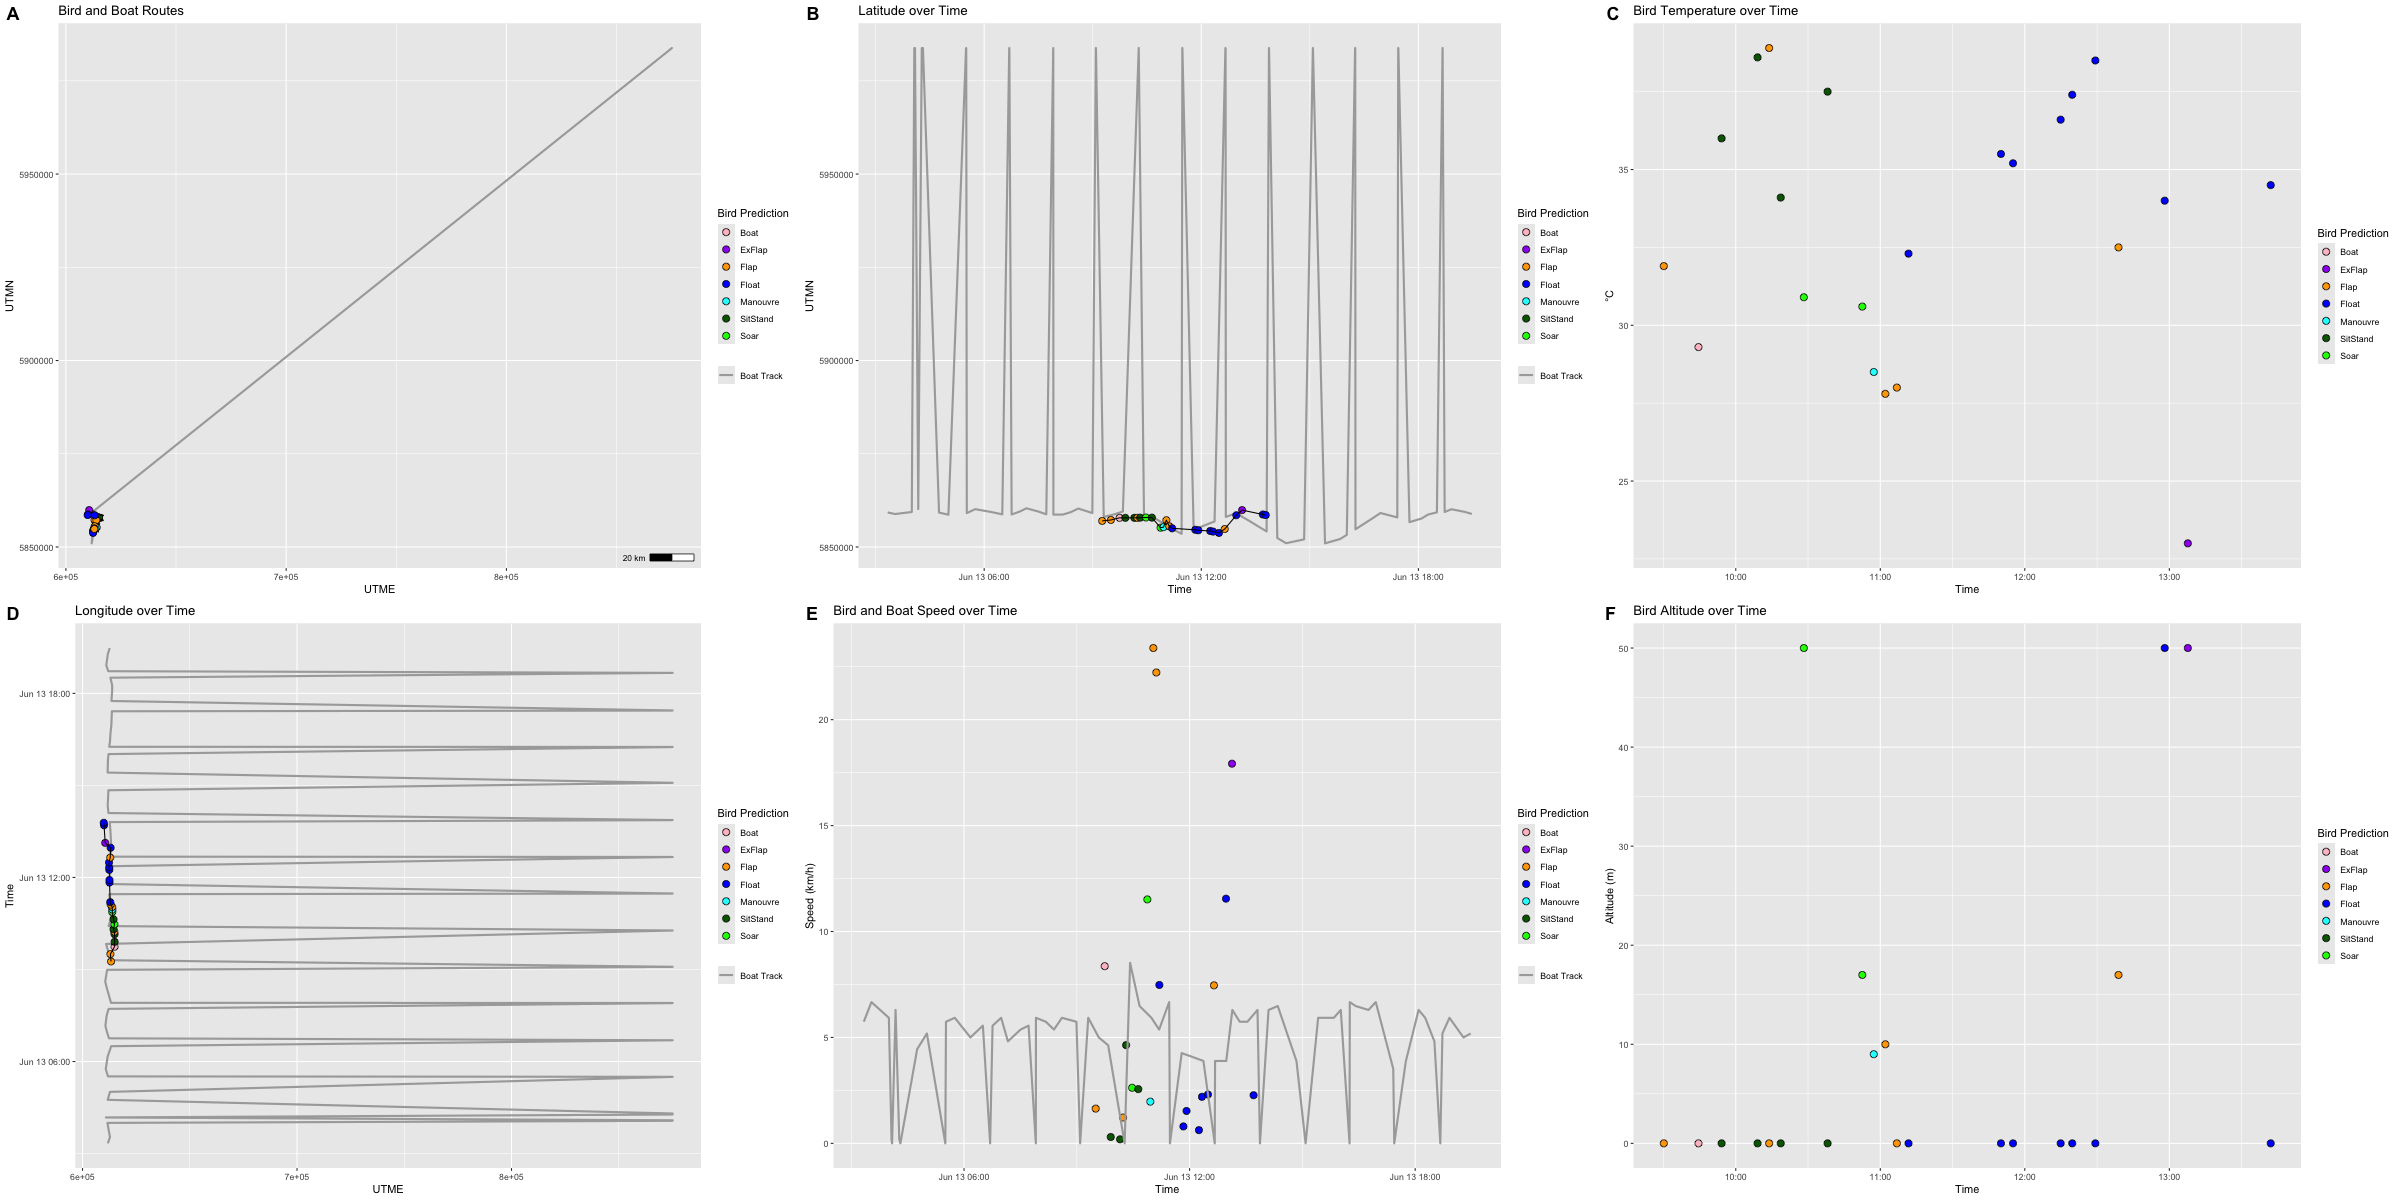 A Bird and Boat Routes
5950000
5900000
5850000
UTMN
6e+05 7e+05 8e+05
UTME
20 km
Bird Prediction
Boat
ExFlap
Flap
Float
Manouvre
SitStand
Soar
Boat Track
B Latitude over Time
5950000
5900000
5850000
UTMN
Jun 13 06:00 Jun 13 12:00 Jun 13 18:00
Time
Bird Prediction
Boat
ExFlap
Flap
Float
Manouvre
SitStand
Soar
Boat Track
C Bird Temperature over Time
35
30
25
°C
10:00 11:00 12:00 13:00
Time
Bird Prediction
Boat
ExFlap
Flap
Float
Manouvre
SitStand
Soar
D Longitude over Time
Jun 13 18:00
Jun 13 12:00
Jun 13 06:00
Time
6e+05 7e+05 8e+05
UTME
Bird Prediction
Boat
ExFlap
Flap
Float
Manouvre
SitStand
Soar
Boat Track
E Bird and Boat Speed over Time
20
15
10
5
0
Speed (km/h)
Jun 13 06:00 Jun 13 12:00 Jun 13 18:00
Time
Bird Prediction
Boat
ExFlap
Flap
Float
Manouvre
SitStand
Soar
Boat Track
F Bird Altitude over Time
50
40
30
20
10
0
Altitude (m)
10:00 11:00 12:00 13:00
Time
Bird Prediction
Boat
ExFlap
Flap
Float
Manouvre
SitStand
Soar